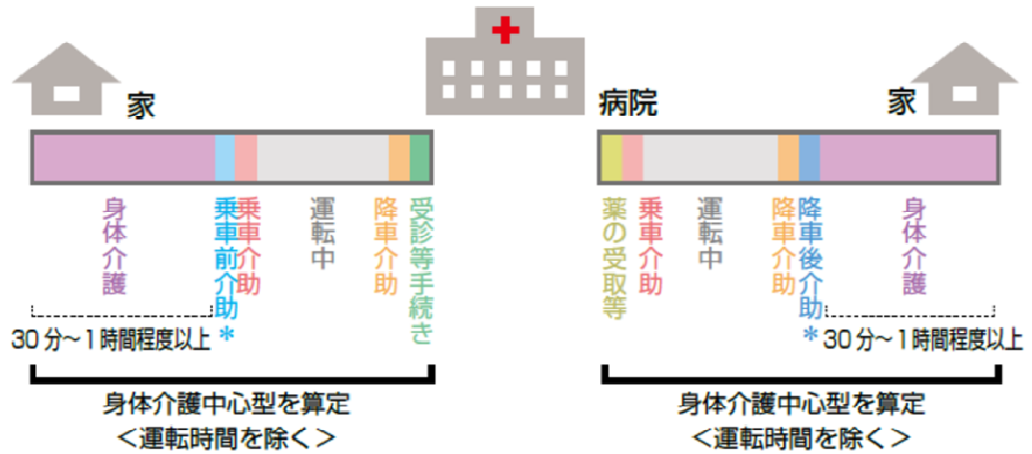 家
病院
家
身体介護
乗車前介助*
乗車介助
運転中
降車介助
受診等手続き
薬の受取等
乗車介助
運転中
降車介助
降車後介助*
身体介護
30分〜1時間程度以上
30分〜1時間程度以上
身体介護中心型を算定
<運転時間を除く>
身体介護中心型を算定
<運転時間を除く>